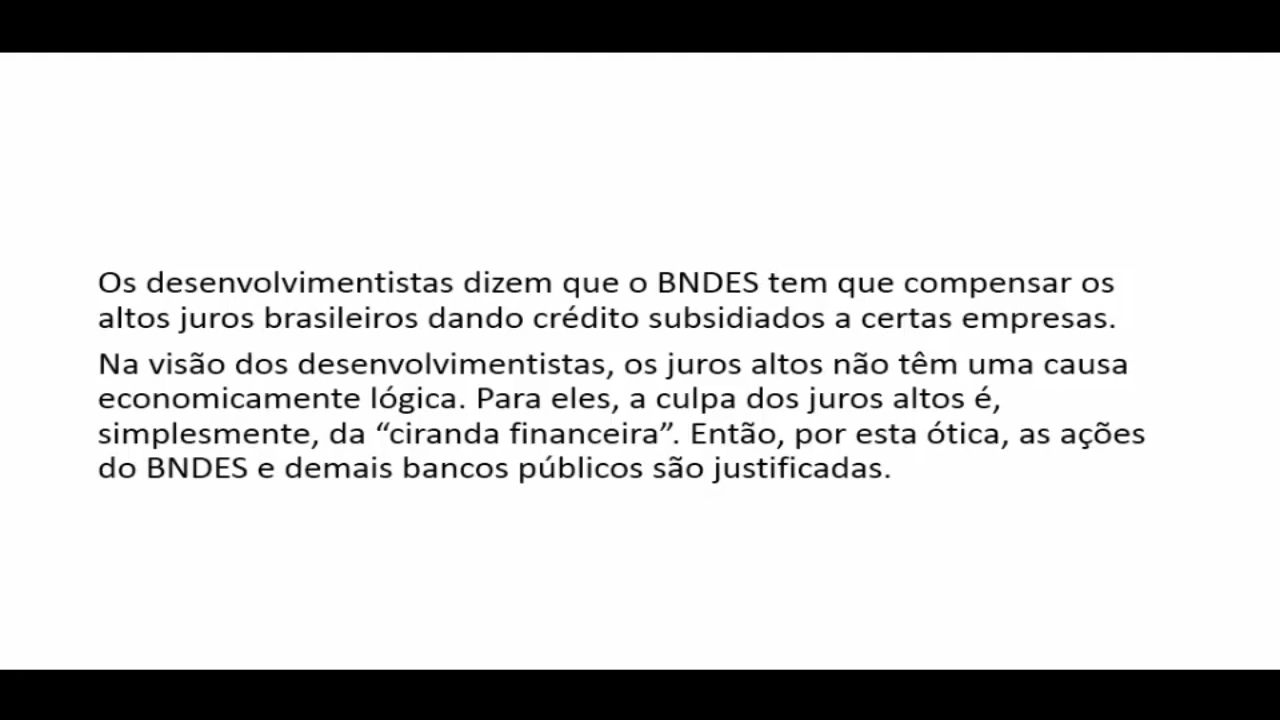 Os desenvolvimentistas dizem que o BNDES tem que compensar os
altos juros brasileiros dando crédito subsidiados a certas empresas.
Na visão dos desenvolvimentistas, os juros altos não têm uma causa
economicamente lógica. Para eles, a culpa dos juros altos é,
simplesmente, da “ciranda financeira”. Então, por esta ótica, as ações
do BNDES e demais bancos públicos são justificadas.